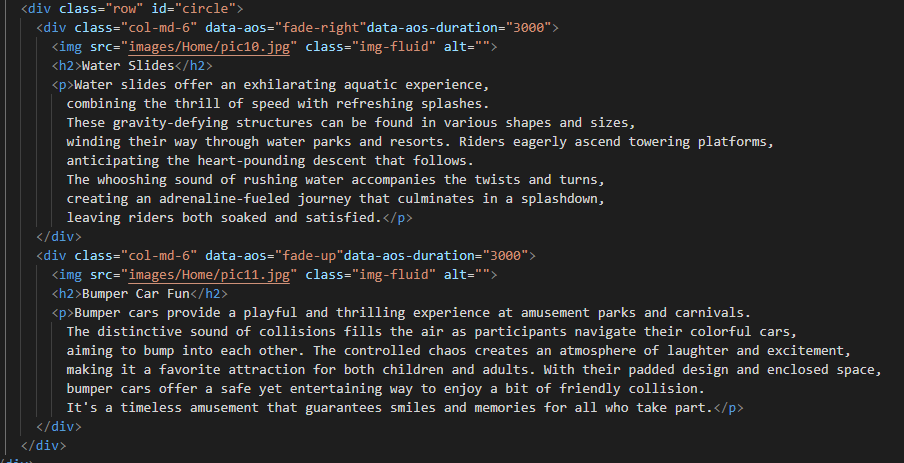 <div class="row" id="circle">
<div class="col-md-6" data-aos="fade-right"data-aos-duration="3000">
<img src="images/Home/pic10.jpg" class="img-fluid" alt="">
<h2>Water Slides</h2>
<p>Water slides offer an exhilarating aquatic experience,
combining the thrill of speed with refreshing splashes.
These gravity-defying structures can be found in various shapes and sizes,
winding their way through water parks and resorts. Riders eagerly ascend towering platforms,
anticipating the heart-pounding descent that follows.
The whooshing sound of rushing water accompanies the twists and turns,
creating an adrenaline-fueled journey that culminates in a splashdown,
leaving riders both soaked and satisfied.</p>
</div>
<div class="col-md-6" data-aos="fade-up"data-aos-duration="3000">
<img src="images/Home/pic11.jpg" class="img-fluid" alt="">
<h2>Bumper Car Fun</h2>
<p>Bumper cars provide a playful and thrilling experience at amusement parks and carnivals.
The distinctive sound of collisions fills the air as participants navigate their colorful cars,
aiming to bump into each other. The controlled chaos creates an atmosphere of laughter and excitement,
making it a favorite attraction for both children and adults. With their padded design and enclosed space,
bumper cars offer a safe yet entertaining way to enjoy a bit of friendly collision.
It's a timeless amusement that guarantees smiles and memories for all who take part.</p>
</div>
</div>